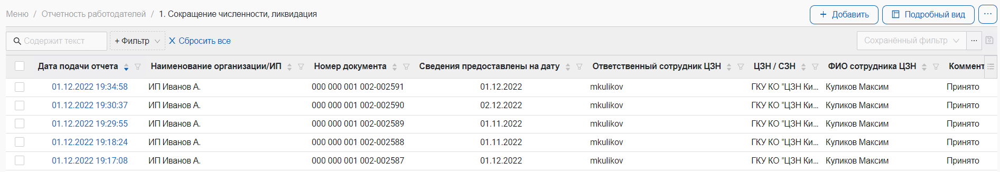 Меню / Отчетность работодателей / 1. Сокращение численности, ликвидация
+ Добавить
Подробный вид
...
Содержит текст
+ Фильтр
X Сбросить все
Сохранённый фильтр
...
Дата подачи отчета Наименование организации/ИП Номер документа Сведения предоставлены на дату Ответственный сотрудник ЦЗН ЦЗН / СЗН ФИО сотрудника ЦЗН Коммент
01.12.2022 19:34:58 ИП Иванов А. 000 000 001 002-002591 01.12.2022 mkulikov ГКУ КО "ЦЗН Ки... Куликов Максим Принято
01.12.2022 19:30:37 ИП Иванов А. 000 000 001 002-002590 02.12.2022 mkulikov ГКУ КО "ЦЗН Ки... Куликов Максим Принято
01.12.2022 19:29:55 ИП Иванов А. 000 000 001 002-002589 01.11.2022 mkulikov ГКУ КО "ЦЗН Ки... Куликов Максим Принято
01.12.2022 19:18:24 ИП Иванов А. 000 000 001 002-002588 01.11.2022 mkulikov ГКУ КО "ЦЗН Ки... Куликов Максим Принято
01.12.2022 19:17:08 ИП Иванов А. 000 000 001 002-002587 01.12.2022 mkulikov ГКУ КО "ЦЗН Ки... Куликов Максим Принято